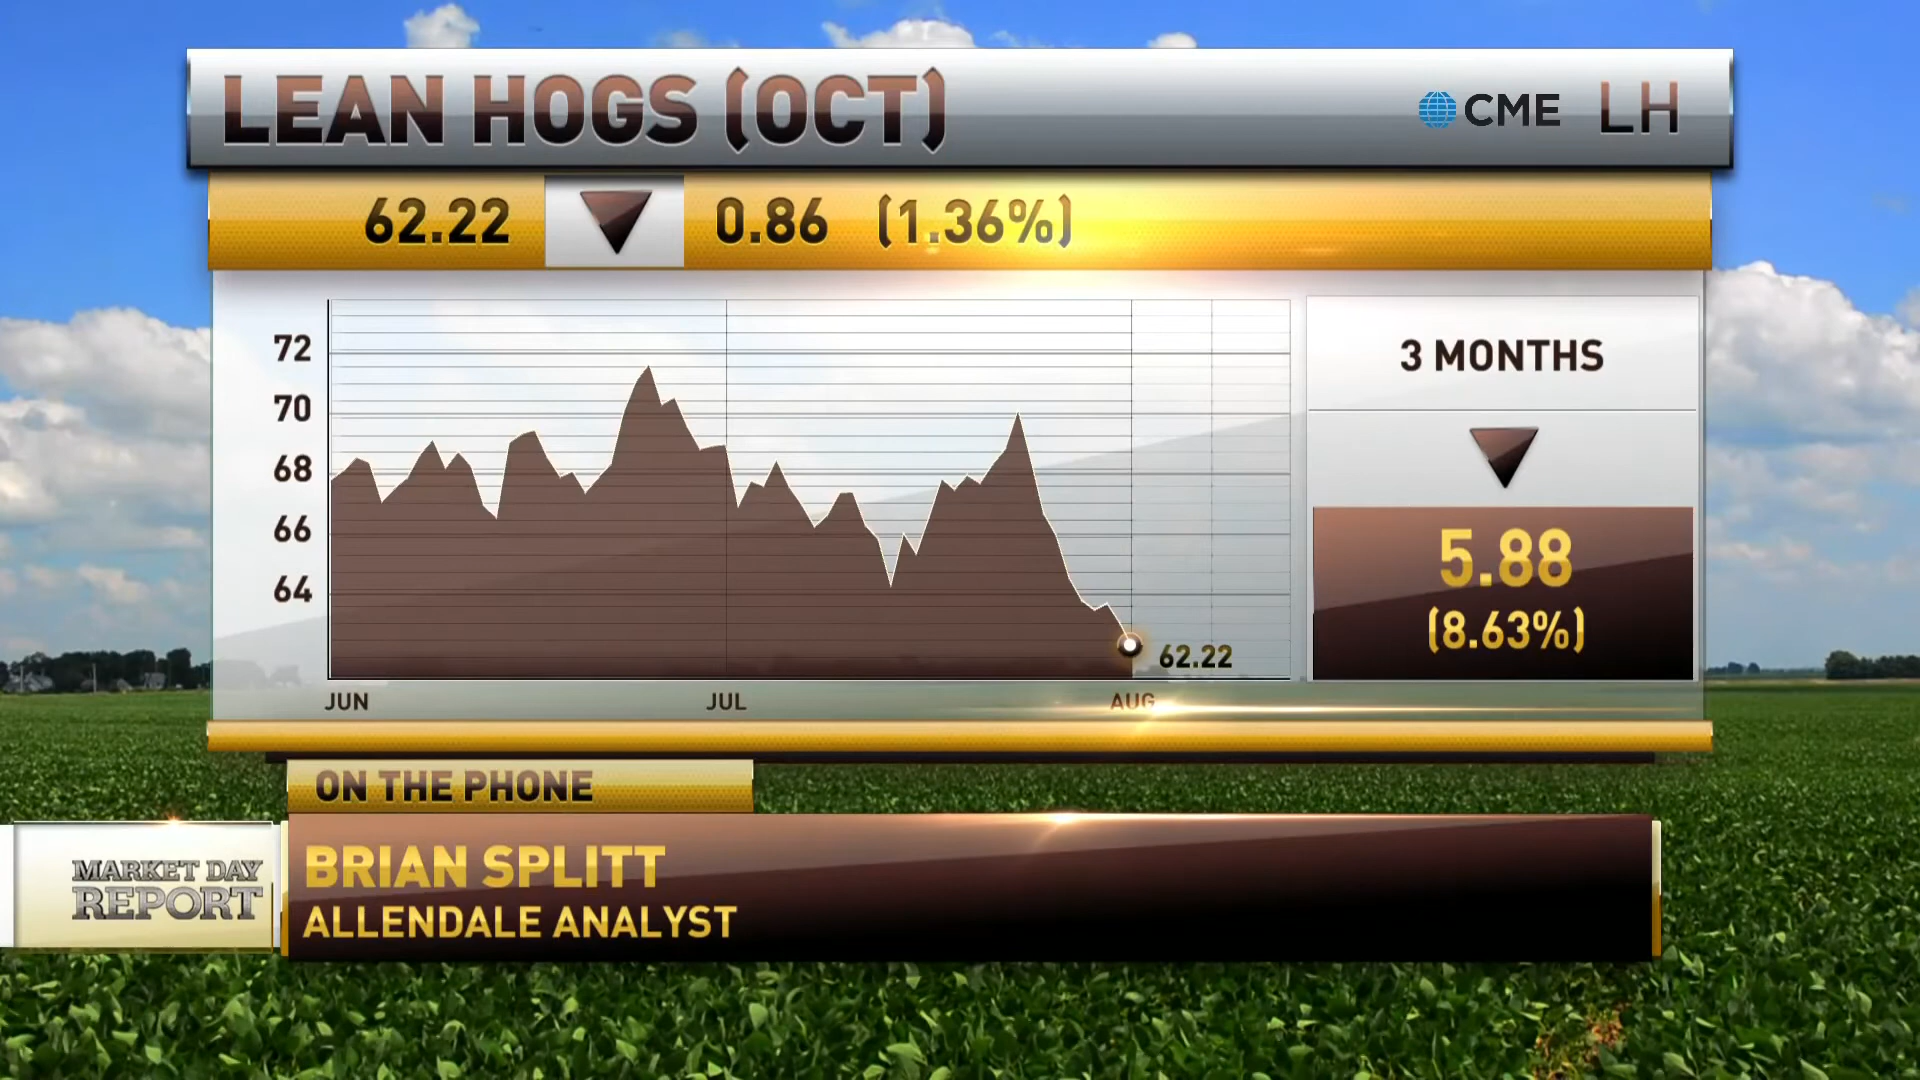 LEAN HOGS (OCT)
CME LH
62.22 0.86 (1.36%)
72
70
68
66
64
62.22
JUN JUL AUG
3 MONTHS
5.88
(8.63%)
ON THE PHONE
BRIAN SPLITT
ALLENDALE ANALYST
MARKET DAY
REPORT